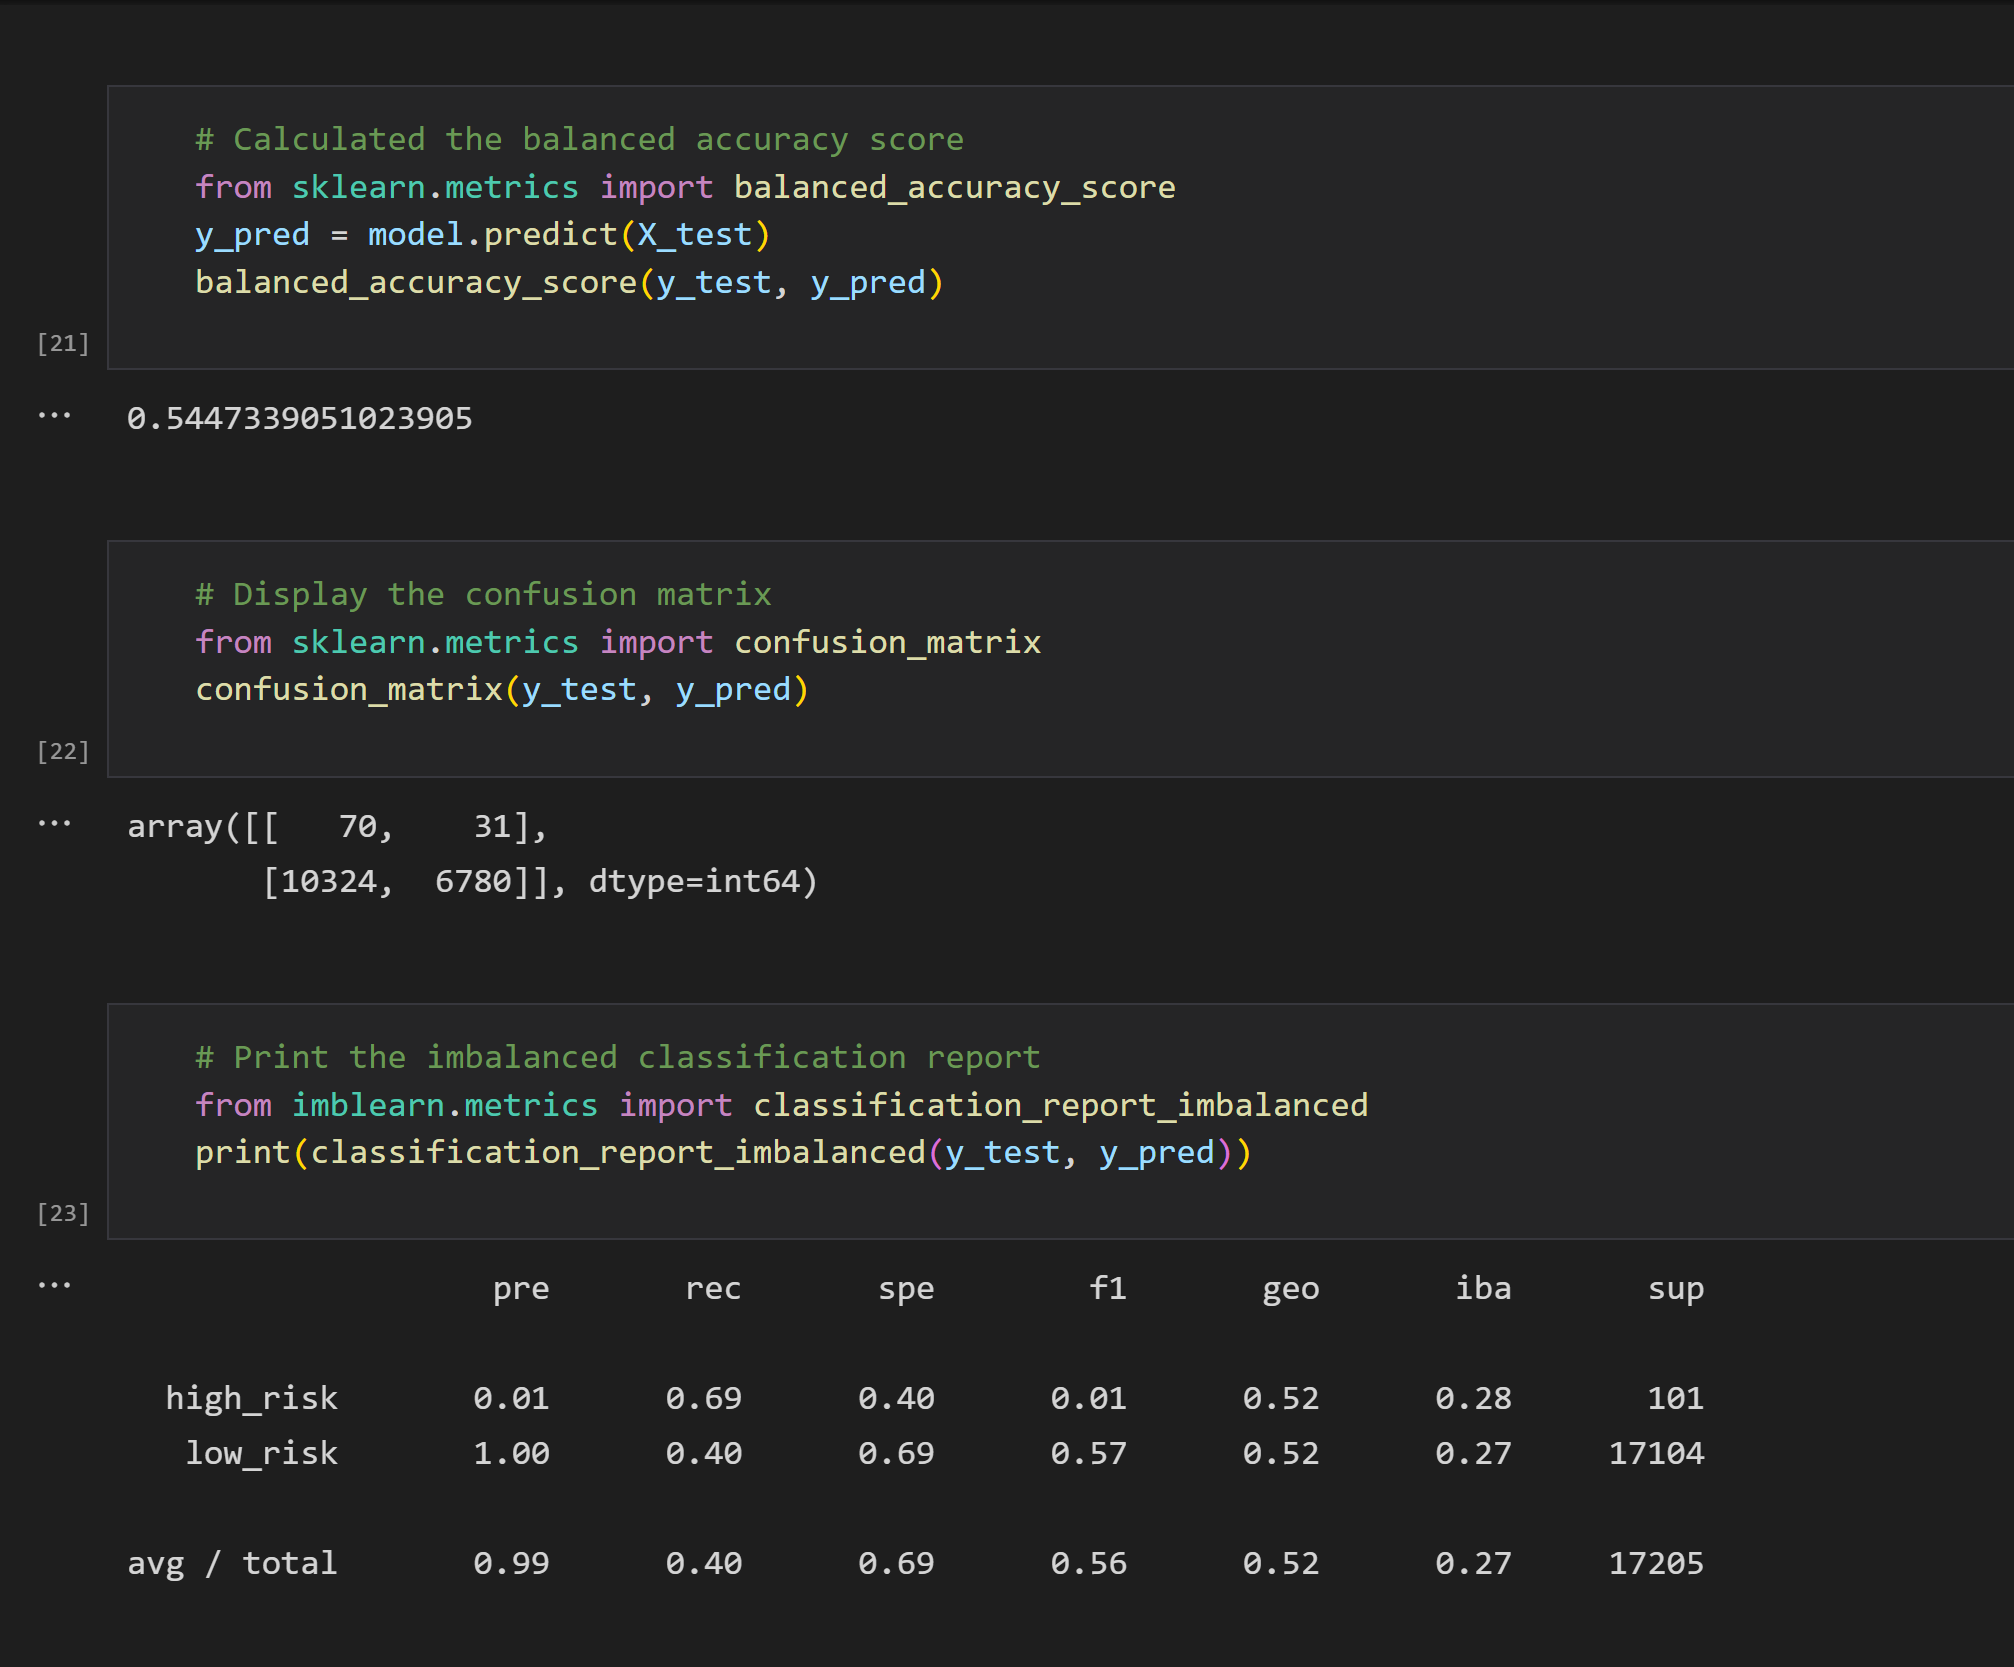 # Calculated the balanced accuracy score
from sklearn.metrics import balanced_accuracy_score
y_pred = model.predict(X_test)
balanced_accuracy_score(y_test, y_pred)
[21]
... 0.5447339051023905
# Display the confusion matrix
from sklearn.metrics import confusion_matrix
confusion_matrix(y_test, y_pred)
[22]
... array([[   70,    31],
       [10324,  6780]], dtype=int64)
# Print the imbalanced classification report
from imblearn.metrics import classification_report_imbalanced
print(classification_report_imbalanced(y_test, y_pred))
[23]
... pre rec spe f1 geo iba sup
high_risk 0.01 0.69 0.40 0.01 0.52 0.28 101
low_risk 1.00 0.40 0.69 0.57 0.52 0.27 17104
avg / total 0.99 0.40 0.69 0.56 0.52 0.27 17205